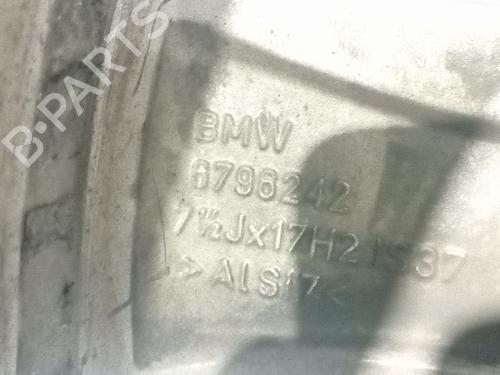 B-PARTS
BMW
6796242
7½Jx17H2 IS37
>AlSi7<